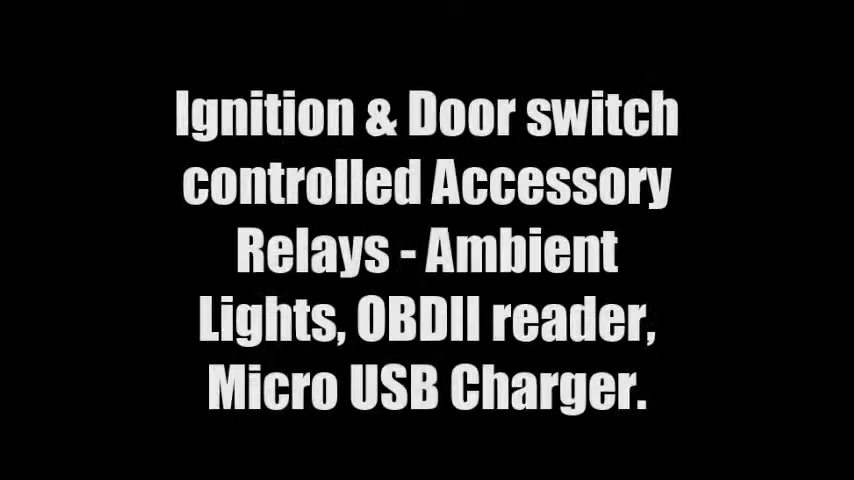 Ignition & Door switch
controlled Accessory
Relays - Ambient
Lights, OBDII reader,
Micro USB Charger.